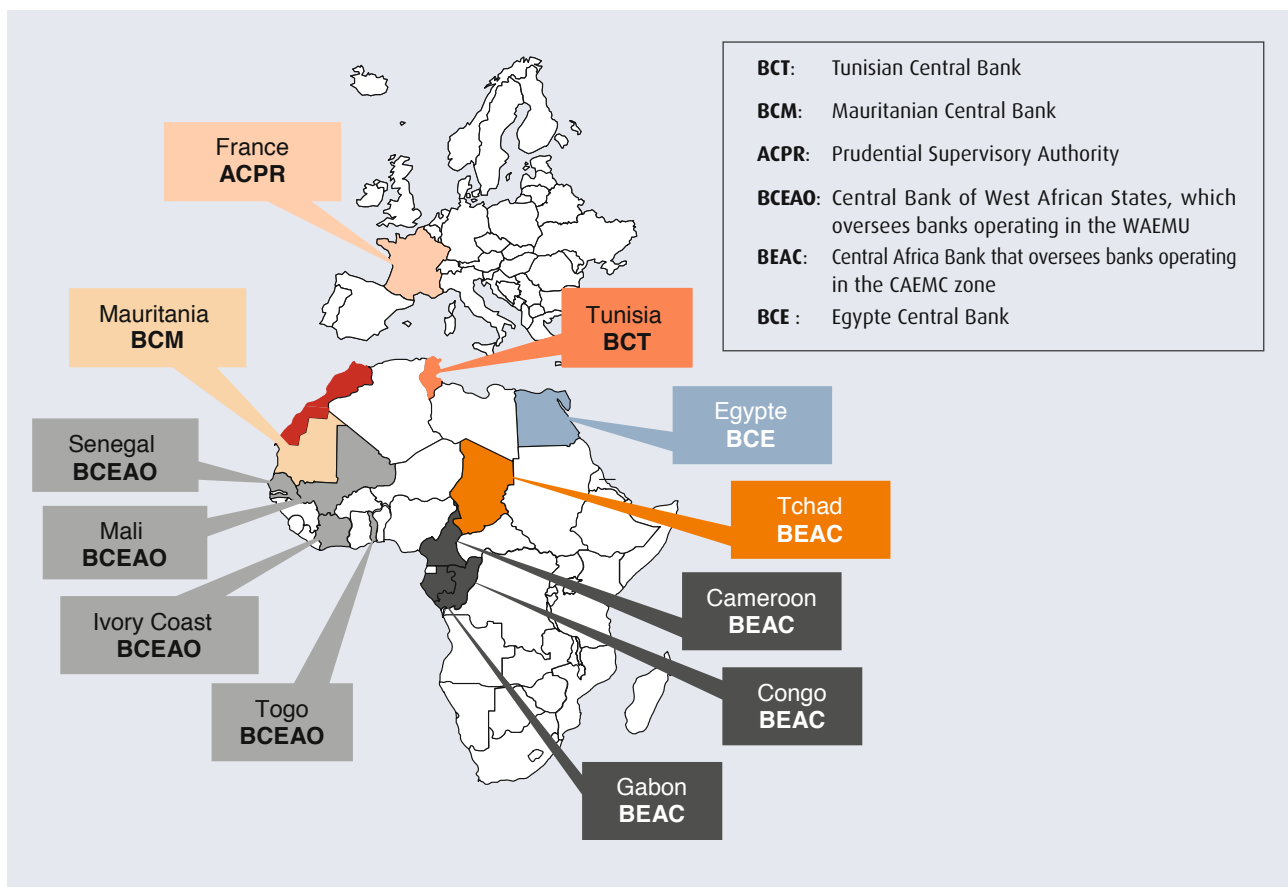 France
ACPR
Mauritania
BCM
Tunisia
BCT
Egypte
BCE
Senegal
BCEAO
Mali
BCEAO
Ivory Coast
BCEAO
Togo
BCEAO
Tchad
BEAC
Cameroon
BEAC
Congo
BEAC
Gabon
BEAC
BCT: Tunisian Central Bank
BCM: Mauritanian Central Bank
ACPR: Prudential Supervisory Authority
BCEAO: Central Bank of West African States, which
oversees banks operating in the WAEMU
BEAC: Central Africa Bank that oversees banks operating
in the CAEMC zone
BCE : Egypte Central Bank